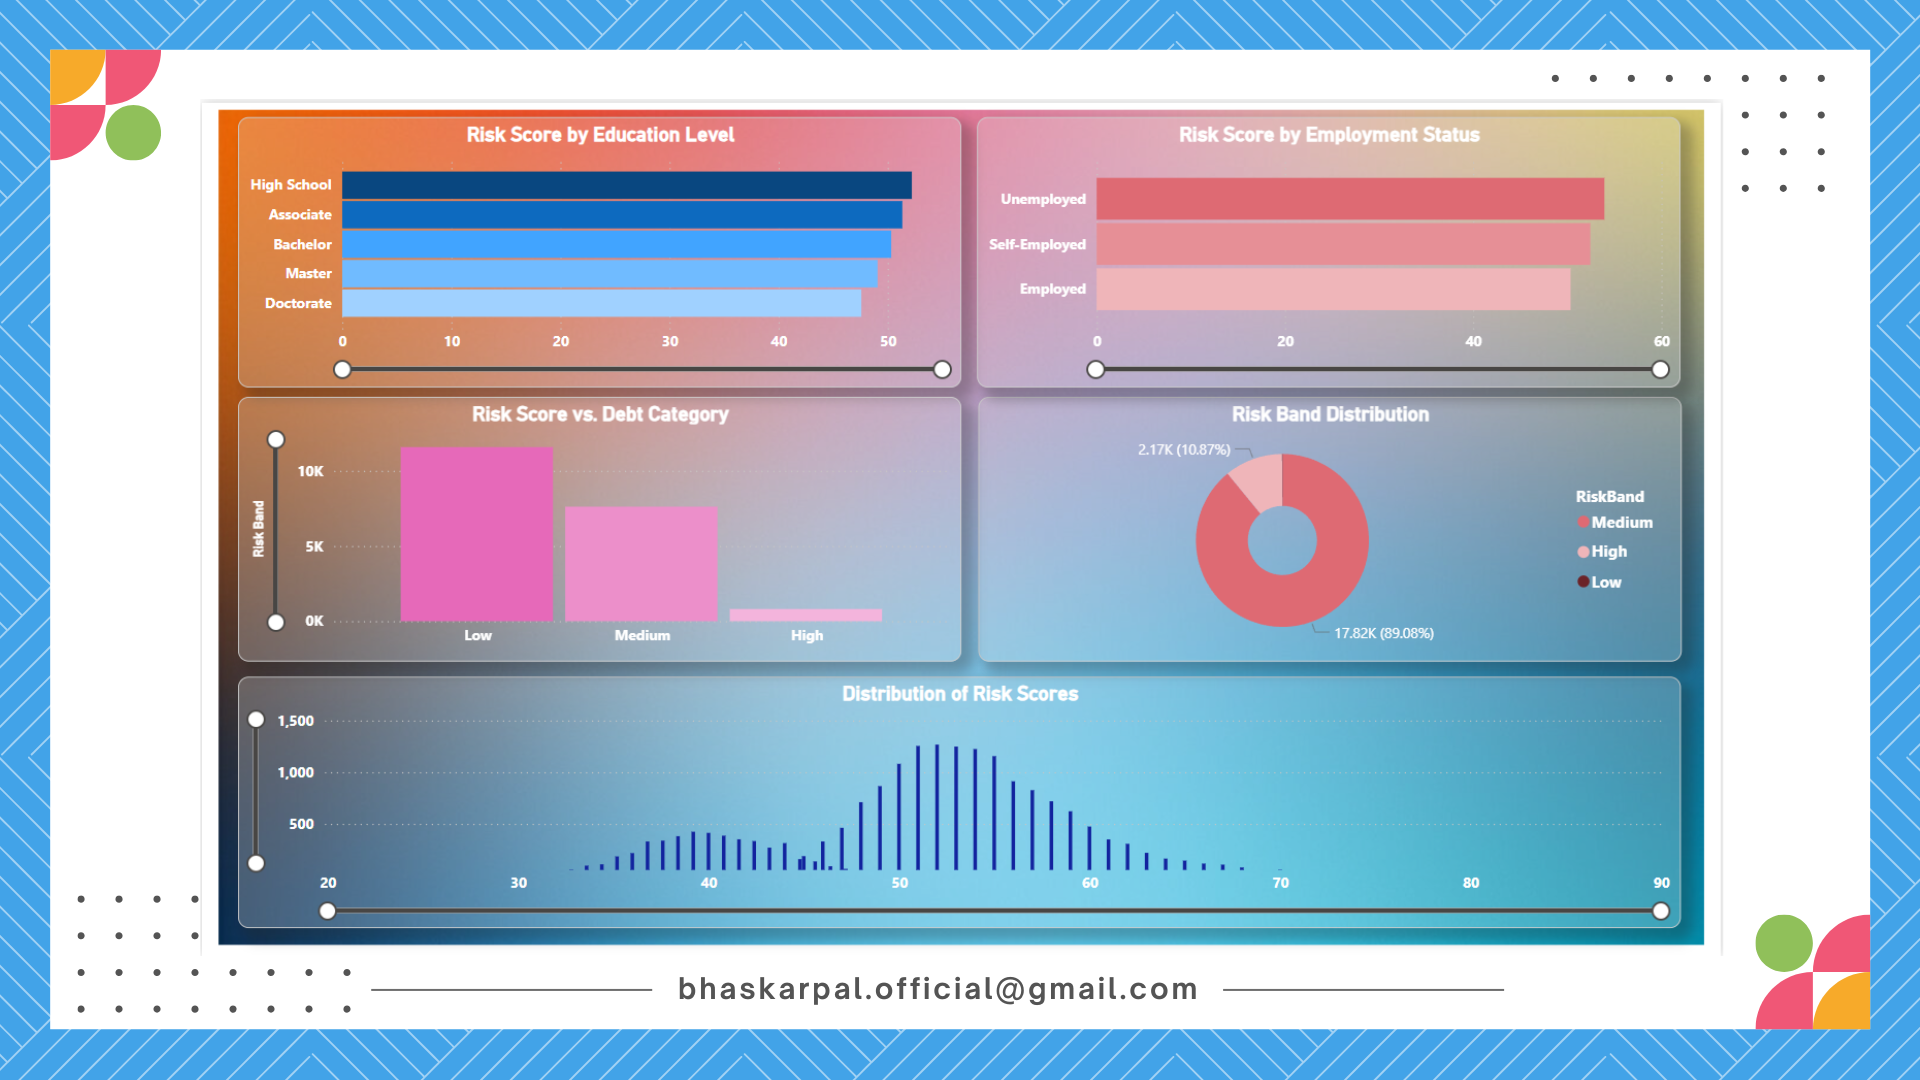 Risk Score by Education Level
High School
Associate
Bachelor
Master
Doctorate
0 10 20 30 40 50
Risk Score by Employment Status
Unemployed
Self-Employed
Employed
0 20 40 60
Risk Score vs. Debt Category
Risk Band
10K
5K
0K
Low Medium High
Risk Band Distribution
2.17K (10.87%)
17.82K (89.08%)
RiskBand
Medium
High
Low
Distribution of Risk Scores
1,500
1,000
500
20 30 40 50 60 70 80 90
bhaskarpal.official@gmail.com